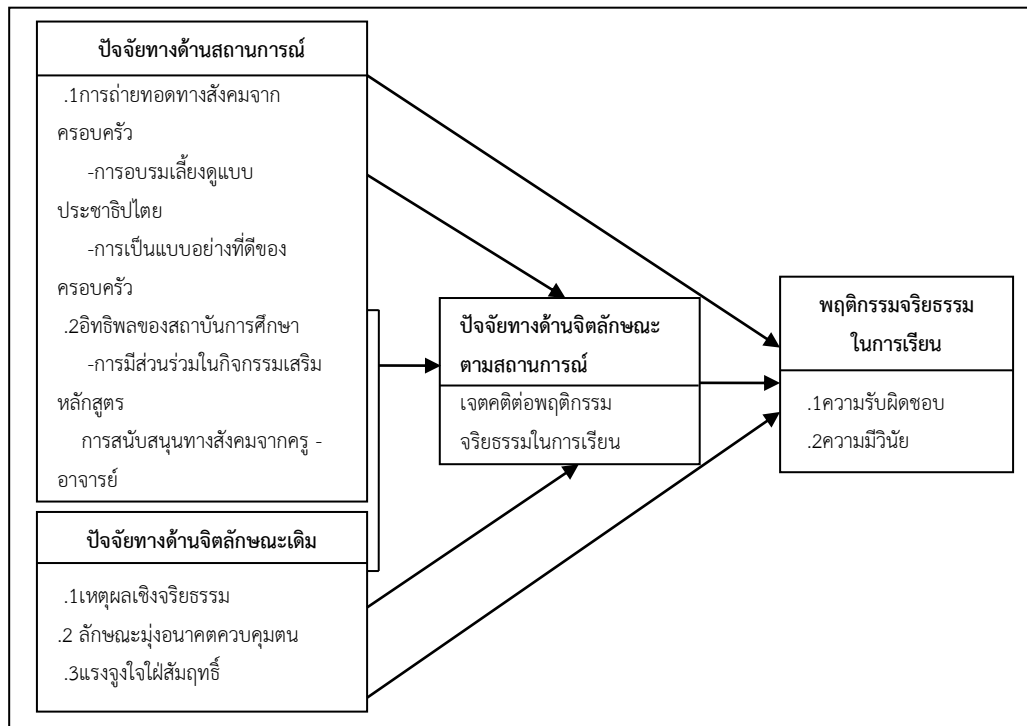 ปัจจัยทางด้านสถานการณ์
.1การถ่ายทอดทางสังคมจาก
ครอบครัว
-การอบรมเลี้ยงดูแบบ
ประชาธิปไตย
-การเป็นแบบอย่างที่ดีของ
ครอบครัว
.2อิทธิพลของสถาบันการศึกษา
-การมีส่วนร่วมในกิจกรรมเสริม
หลักสูตร
การสนับสนุนทางสังคมจากครู -
อาจารย์
ปัจจัยทางด้านจิตลักษณะเดิม
.1เหตุผลเชิงจริยธรรม
.2 ลักษณะมุ่งอนาคตควบคุมตน
.3แรงจูงใจใฝ่สัมฤทธิ์
ปัจจัยทางด้านจิตลักษณะ
ตามสถานการณ์
เจตคติต่อพฤติกรรม
จริยธรรมในการเรียน
พฤติกรรมจริยธรรม
ในการเรียน
.1ความรับผิดชอบ
.2ความมีวินัย